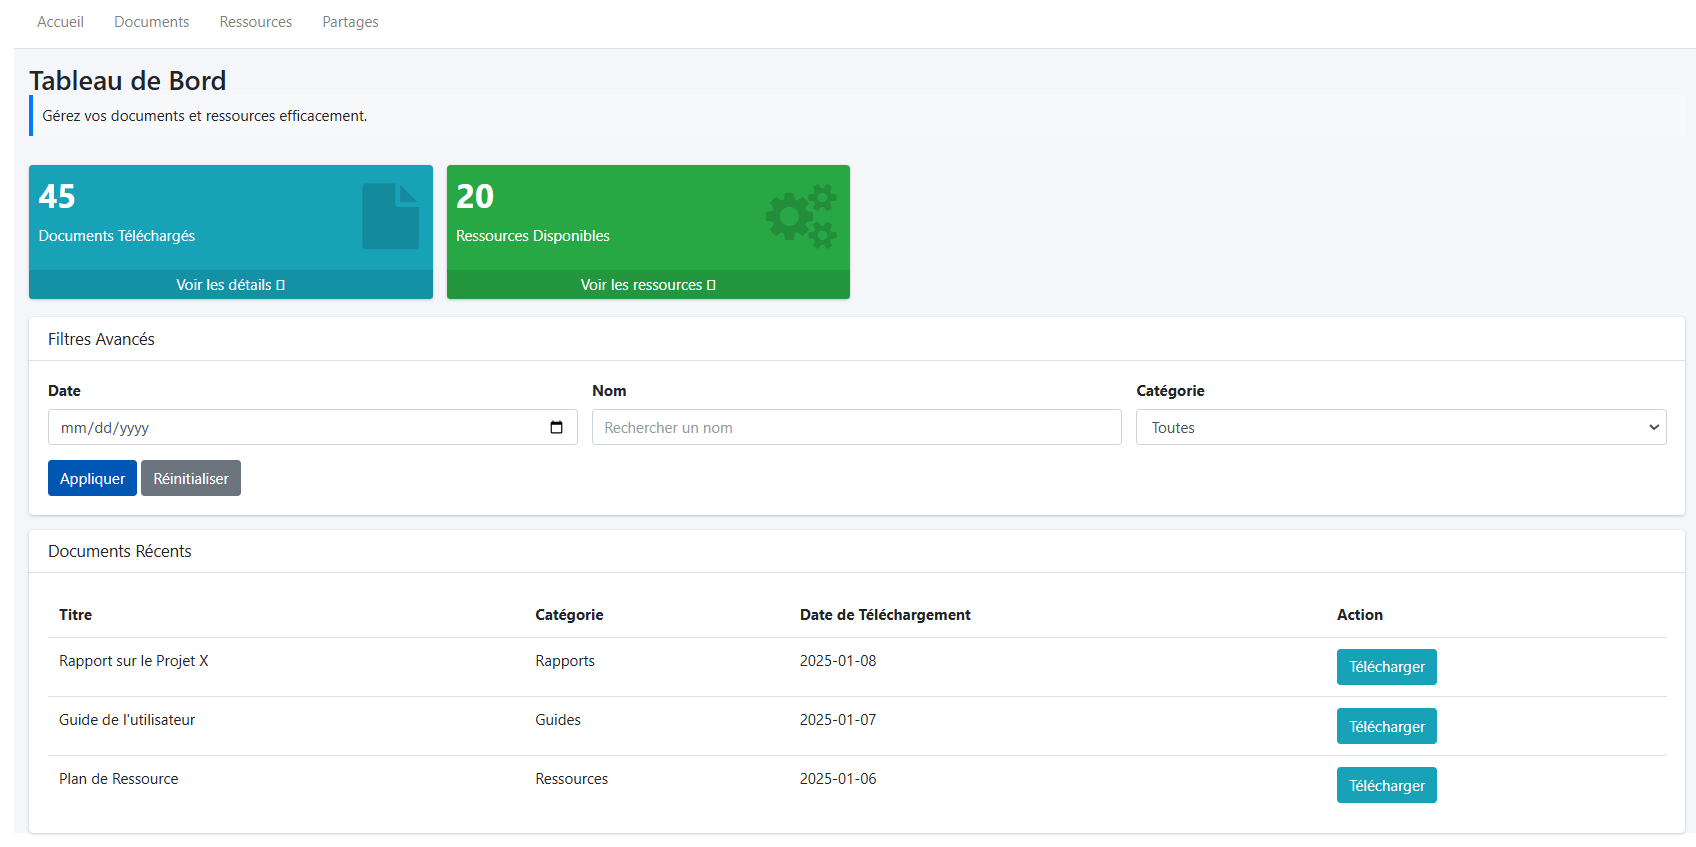 Accueil Documents Ressources Partages
Tableau de Bord
Gérez vos documents et ressources efficacement.
45
Documents Téléchargés
Voir les détails
20
Ressources Disponibles
Voir les ressources
Filtres Avancés
Date Nom Catégorie
mm/dd/yyyy Rechercher un nom Toutes
Appliquer Réinitialiser
Documents Récents
Titre Catégorie Date de Téléchargement Action
Rapport sur le Projet X Rapports 2025-01-08 Télécharger
Guide de l'utilisateur Guides 2025-01-07 Télécharger
Plan de Ressource Ressources 2025-01-06 Télécharger